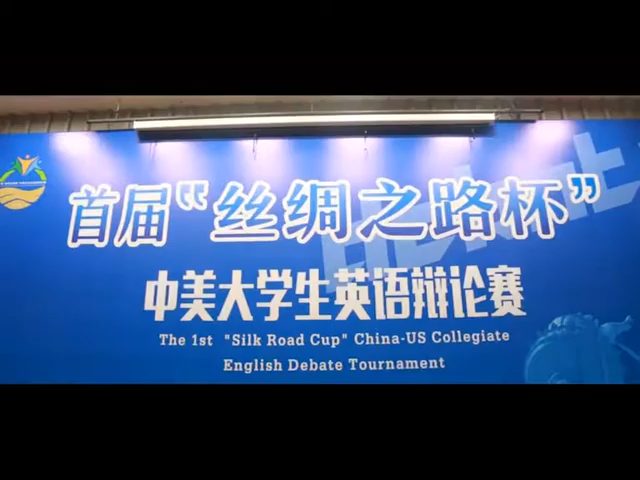 首届“丝绸之路杯”
中美大学生英语辩论赛
The 1st "Silk Road Cup" China-US Collegiate
English Debate Tournament